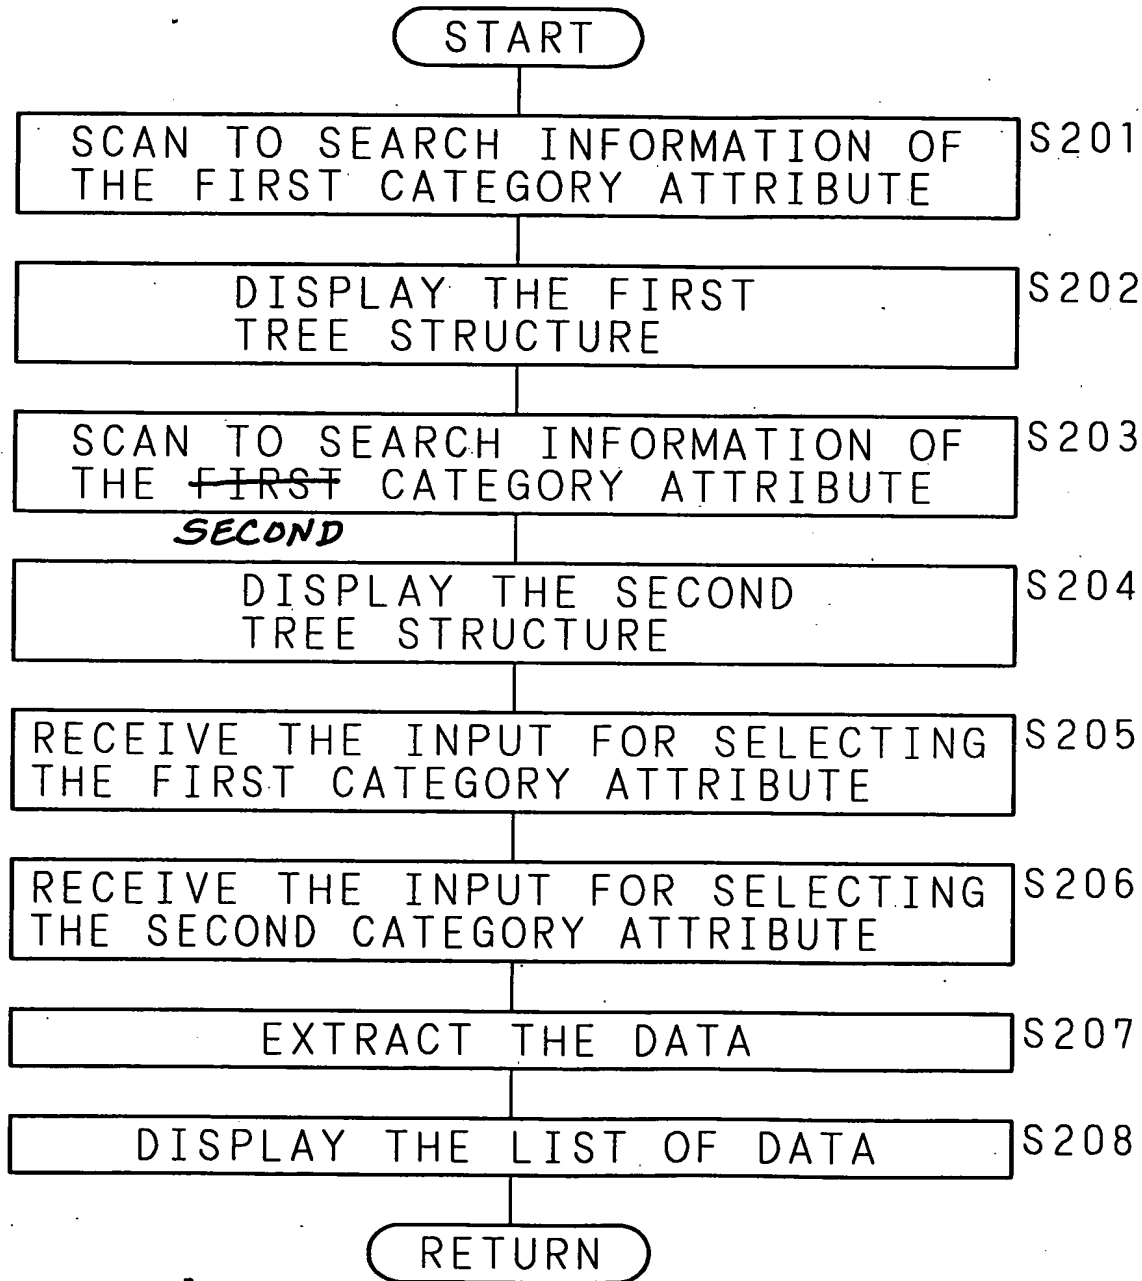 START
SCAN TO SEARCH INFORMATION OF S201
THE FIRST CATEGORY ATTRIBUTE
DISPLAY THE FIRST S202
TREE STRUCTURE
SCAN TO SEARCH INFORMATION OF S203
THE FIRST CATEGORY ATTRIBUTE
SECOND
DISPLAY THE SECOND S204
TREE STRUCTURE
RECEIVE THE INPUT FOR SELECTING S205
THE FIRST CATEGORY ATTRIBUTE
RECEIVE THE INPUT FOR SELECTING S206
THE SECOND CATEGORY ATTRIBUTE
EXTRACT THE DATA S207
DISPLAY THE LIST OF DATA S208
RETURN